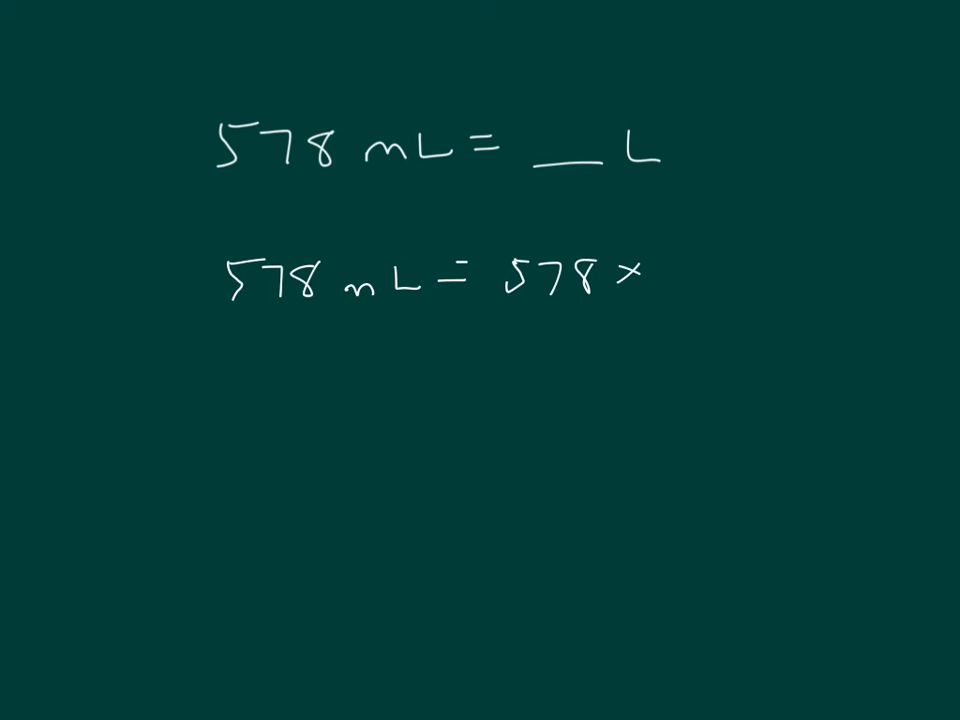 578 mL = __ L
578 mL = 578 ×